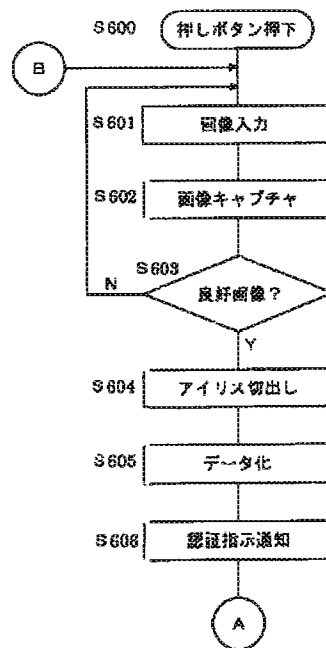 S600 押しボタン押下
B
S601 画像入力
S602 画像キャプチャ
S603
N 良好画像?
Y
S604 アイリス切出し
S605 データ化
S606 認証指示通知
A